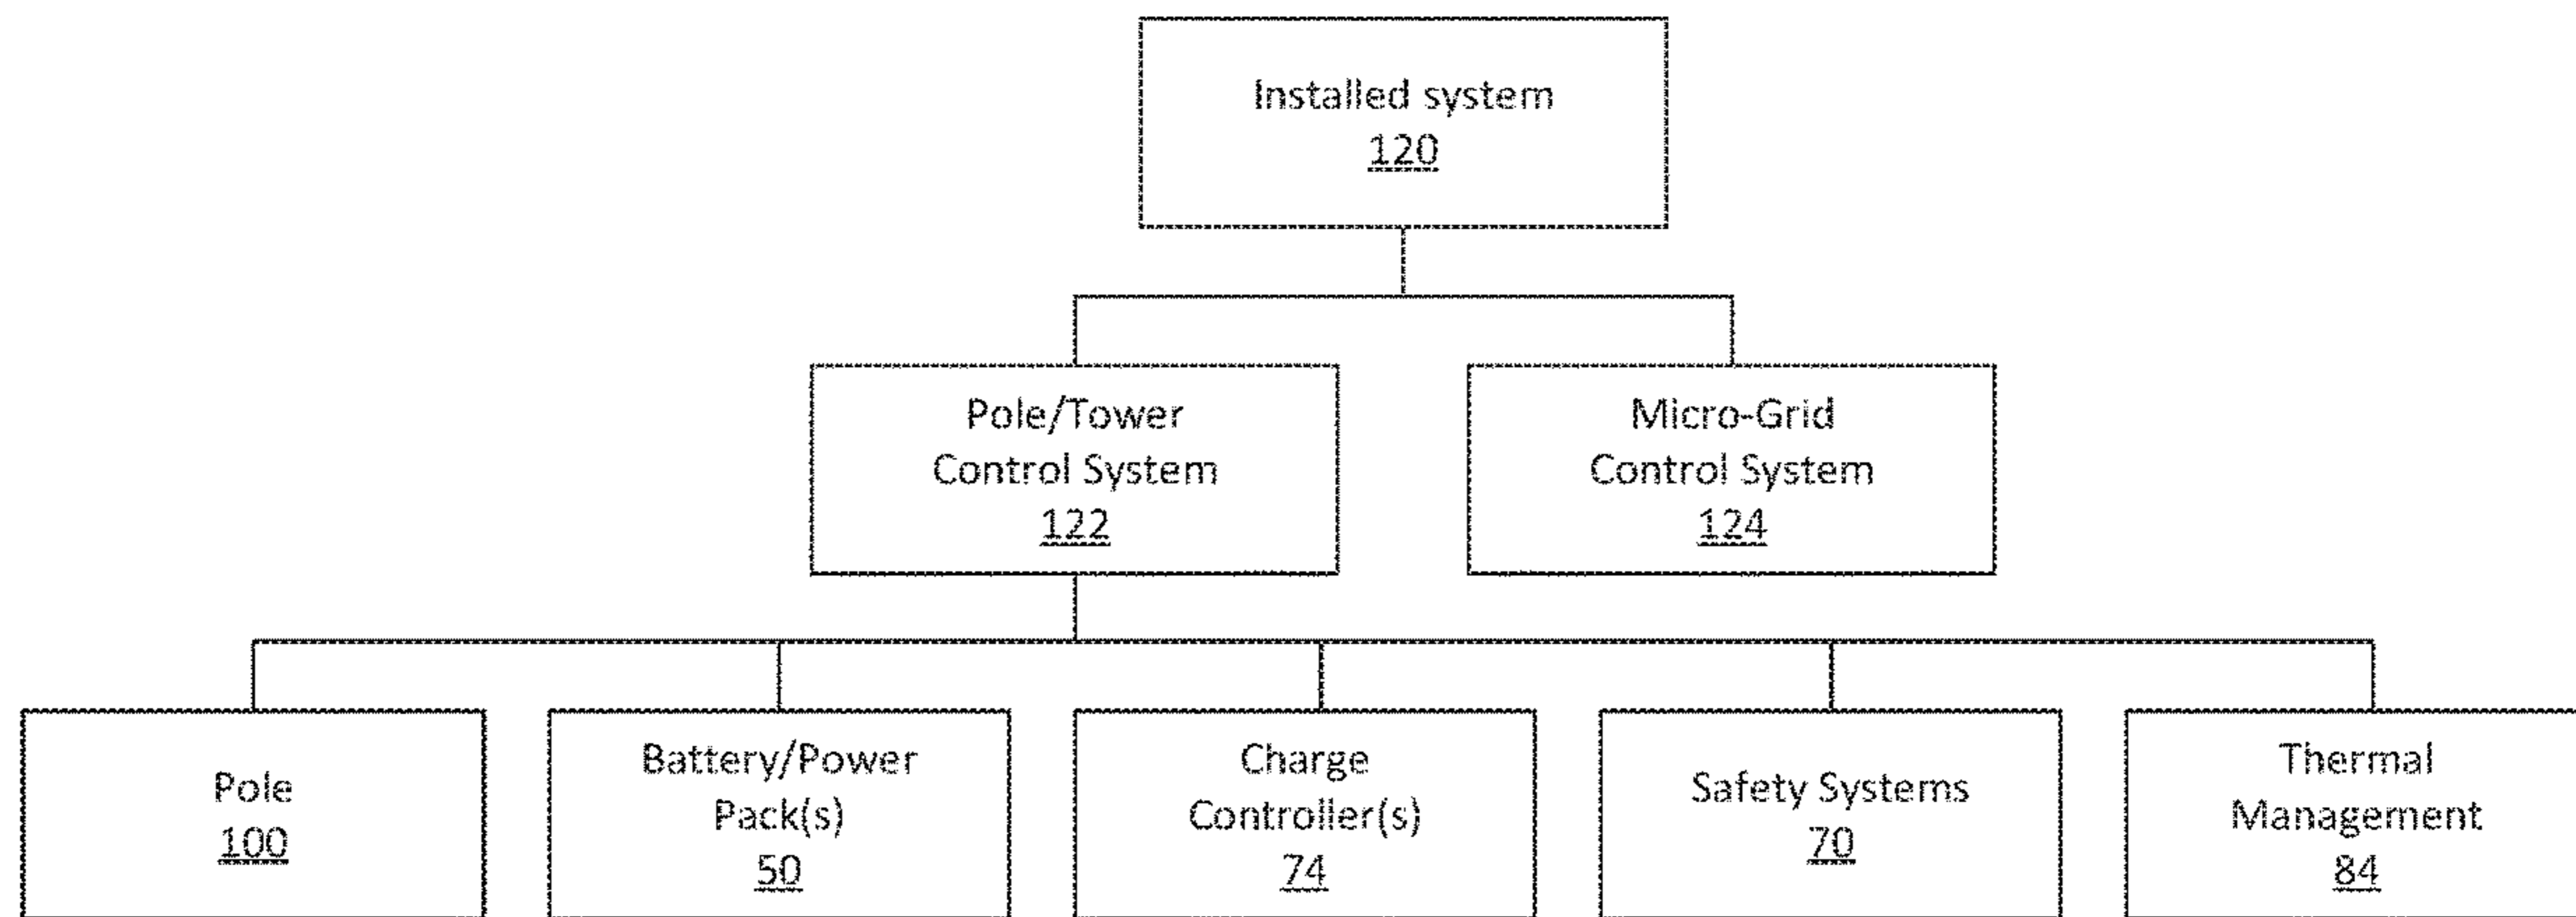 Installed system
120
Pole/Tower
Control System
122
Micro-Grid
Control System
124
Pole
100
Battery/Power
Pack(s)
50
Charge
Controller(s)
74
Safety Systems
70
Thermal
Management
84